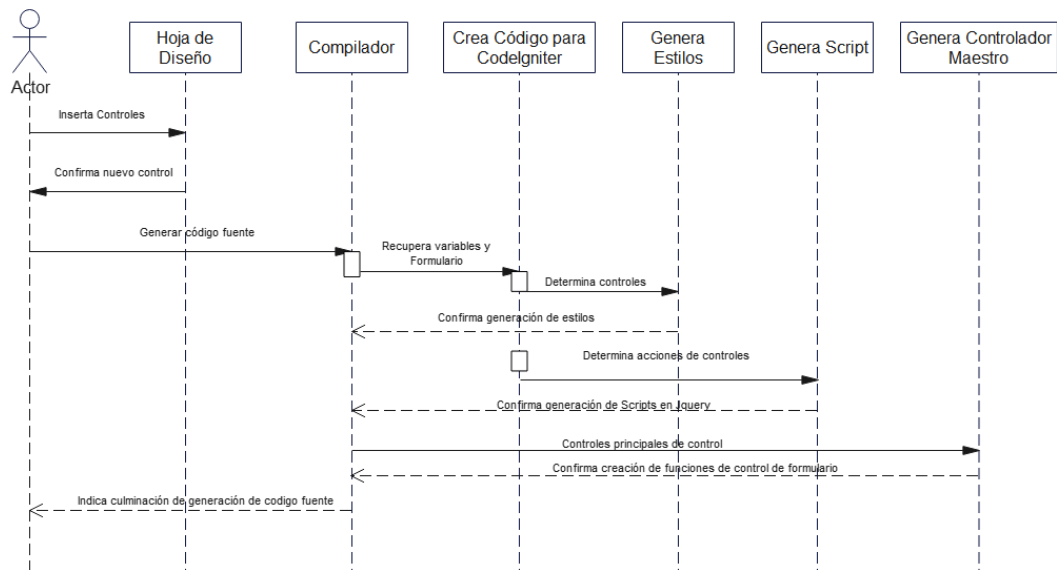 Actor
Hoja de
Diseño
Compilador
Crea Código para
CodeIgniter
Genera
Estilos
Genera Script
Genera Controlador
Maestro
Inserta Controles
Confirma nuevo control
Generar código fuente
Recupera variables y
Formulario
Determina controles
Confirma generación de estilos
Determina acciones de controles
Confirma generación de Scripts en Jquery
Controles principales de control
Confirma creación de funciones de control de formulario
Indica culminación de generación de codigo fuente